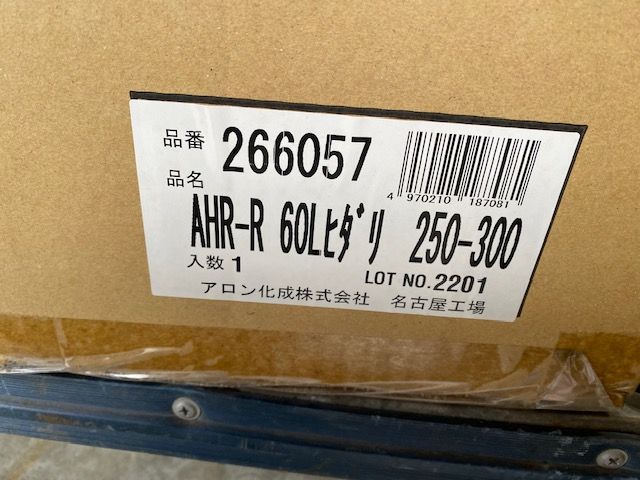 品番 266057
4 970210 187081
品名
AHR-R 60Lﾋﾀﾞﾘ 250-300
入数 1 LOT NO.2201
アロン化成株式会社 名古屋工場